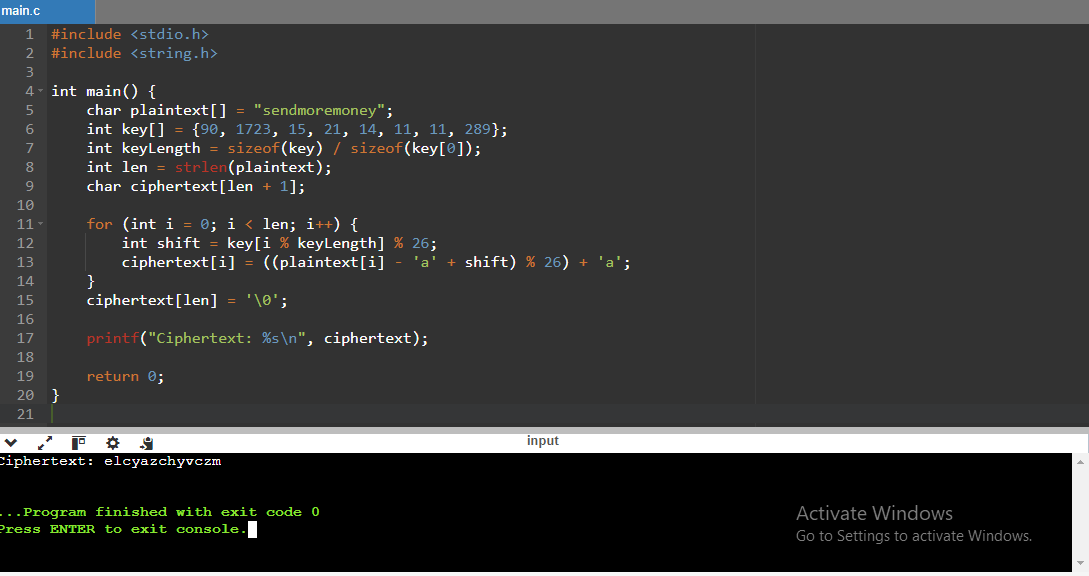 main.c
1 #include <stdio.h>
2 #include <string.h>
3
4 int main() {
5 char plaintext[] = "sendmoremoney";
6 int key[] = {90, 1723, 15, 21, 14, 11, 11, 289};
7 int keyLength = sizeof(key) / sizeof(key[0]);
8 int len = strlen(plaintext);
9 char ciphertext[len + 1];
10
11 for (int i = 0; i < len; i++) {
12 int shift = key[i % keyLength] % 26;
13 ciphertext[i] = ((plaintext[i] - 'a' + shift) % 26) + 'a';
14 }
15 ciphertext[len] = '\0';
16
17 printf("Ciphertext: %s\n", ciphertext);
18
19 return 0;
20 }
21
input
Ciphertext: elcyazchyvczm
...Program finished with exit code 0
Press ENTER to exit console.
Activate Windows
Go to Settings to activate Windows.